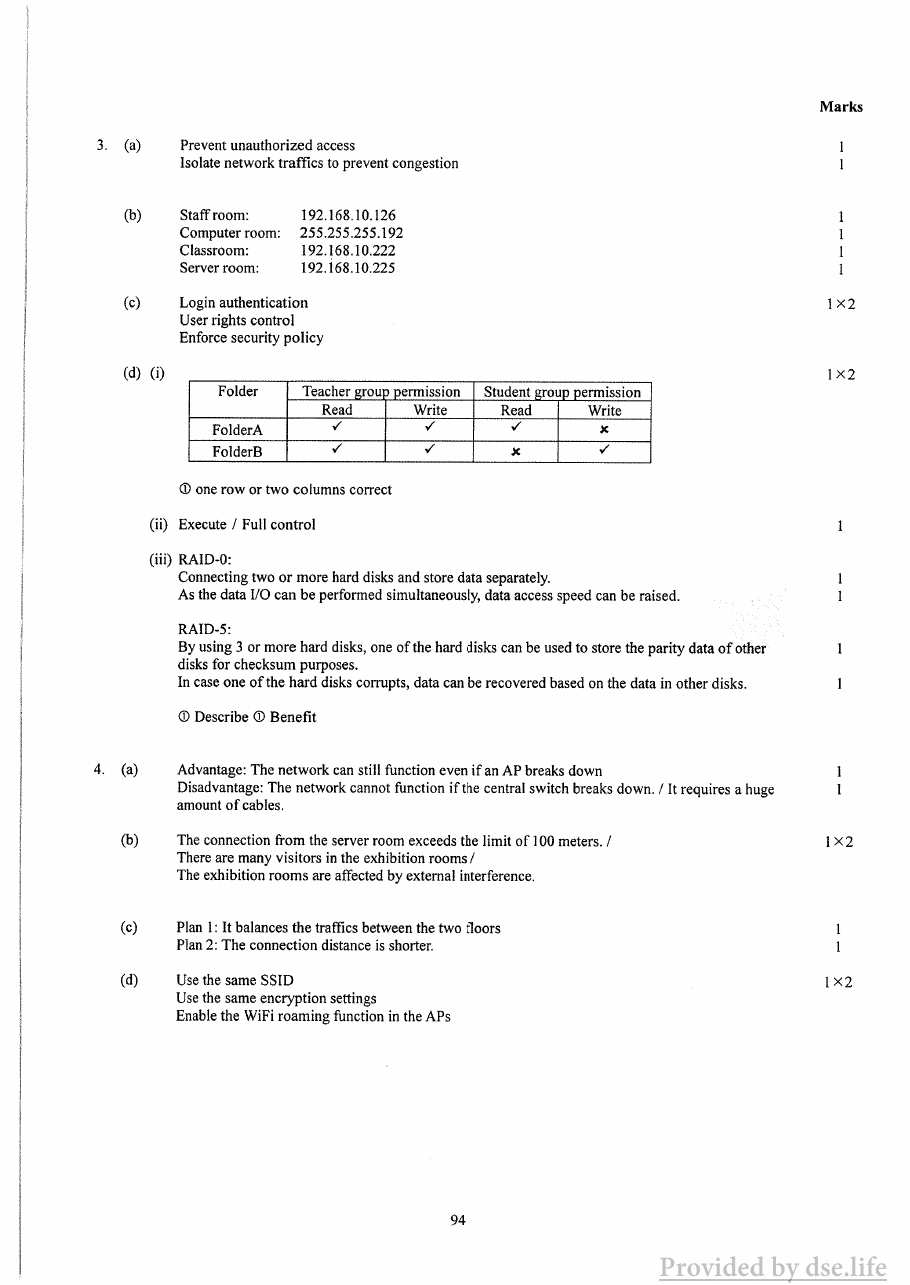 Marks
3. (a) Prevent unauthorized access 1
Isolate network traffics to prevent congestion 1
(b) Staff room: 192.168.10.126 1
Computer room: 255.255.255.192 1
Classroom: 192.168.10.222 1
Server room: 192.168.10.225 1
(c) Login authentication 1×2
User rights control
Enforce security policy
(d) (i) 1×2
Folder Teacher group permission Student group permission
Read Write Read Write
FolderA ✓ ✓ ✓ ×
FolderB ✓ ✓ × ✓
① one row or two columns correct
(ii) Execute / Full control 1
(iii) RAID-0:
Connecting two or more hard disks and store data separately. 1
As the data I/O can be performed simultaneously, data access speed can be raised. 1
RAID-5:
By using 3 or more hard disks, one of the hard disks can be used to store the parity data of other 1
disks for checksum purposes.
In case one of the hard disks corrupts, data can be recovered based on the data in other disks. 1
① Describe ① Benefit
4. (a) Advantage: The network can still function even if an AP breaks down 1
Disadvantage: The network cannot function if the central switch breaks down. / It requires a huge 1
amount of cables.
(b) The connection from the server room exceeds the limit of 100 meters. / 1×2
There are many visitors in the exhibition rooms /
The exhibition rooms are affected by external interference.
(c) Plan 1: It balances the traffics between the two floors 1
Plan 2: The connection distance is shorter. 1
(d) Use the same SSID 1×2
Use the same encryption settings
Enable the WiFi roaming function in the APs
94
Provided by dse.life